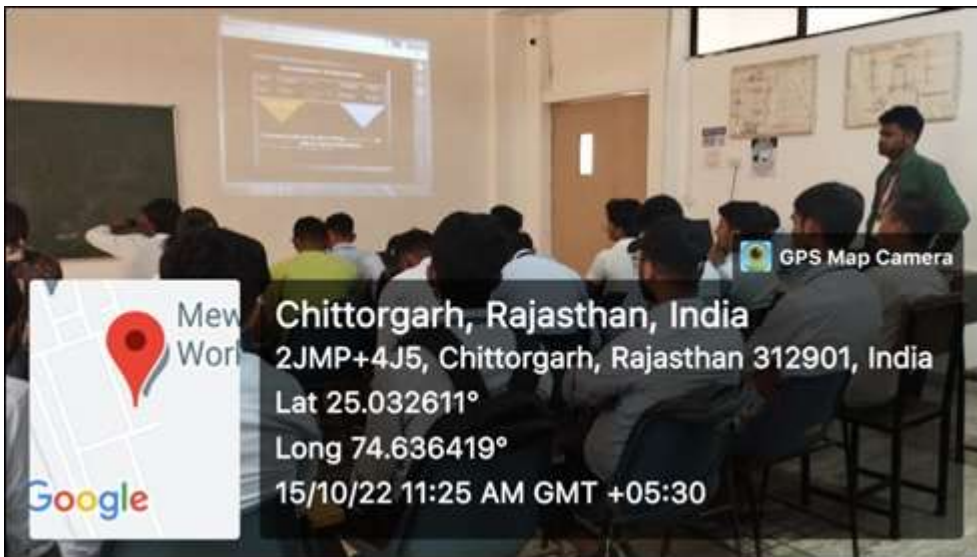 GPS Map Camera
Mew
Worl
Google
Chittorgarh, Rajasthan, India
2JMP+4J5, Chittorgarh, Rajasthan 312901, India
Lat 25.032611°
Long 74.636419°
15/10/22 11:25 AM GMT +05:30